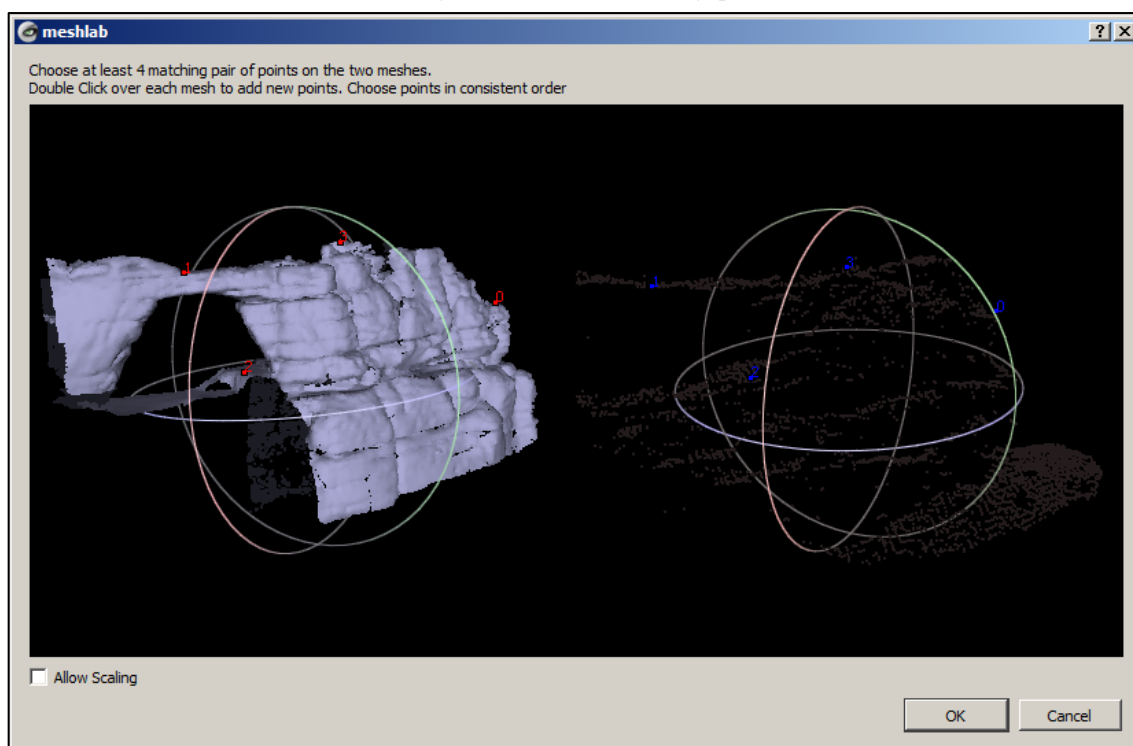 meshlab
Choose at least 4 matching pair of points on the two meshes.
Double Click over each mesh to add new points. Choose points in consistent order
3
1
0
2
3
1
0
2
Allow Scaling
OK
Cancel